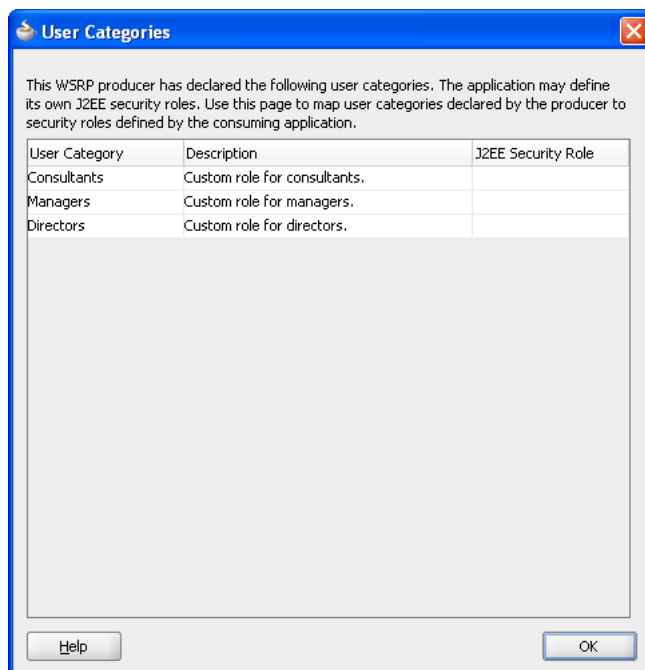 User Categories
This WSRP producer has declared the following user categories. The application may define
its own J2EE security roles. Use this page to map user categories declared by the producer to
security roles defined by the consuming application.
User Category Description J2EE Security Role
Consultants Custom role for consultants.
Managers Custom role for managers.
Directors Custom role for directors.
Help OK